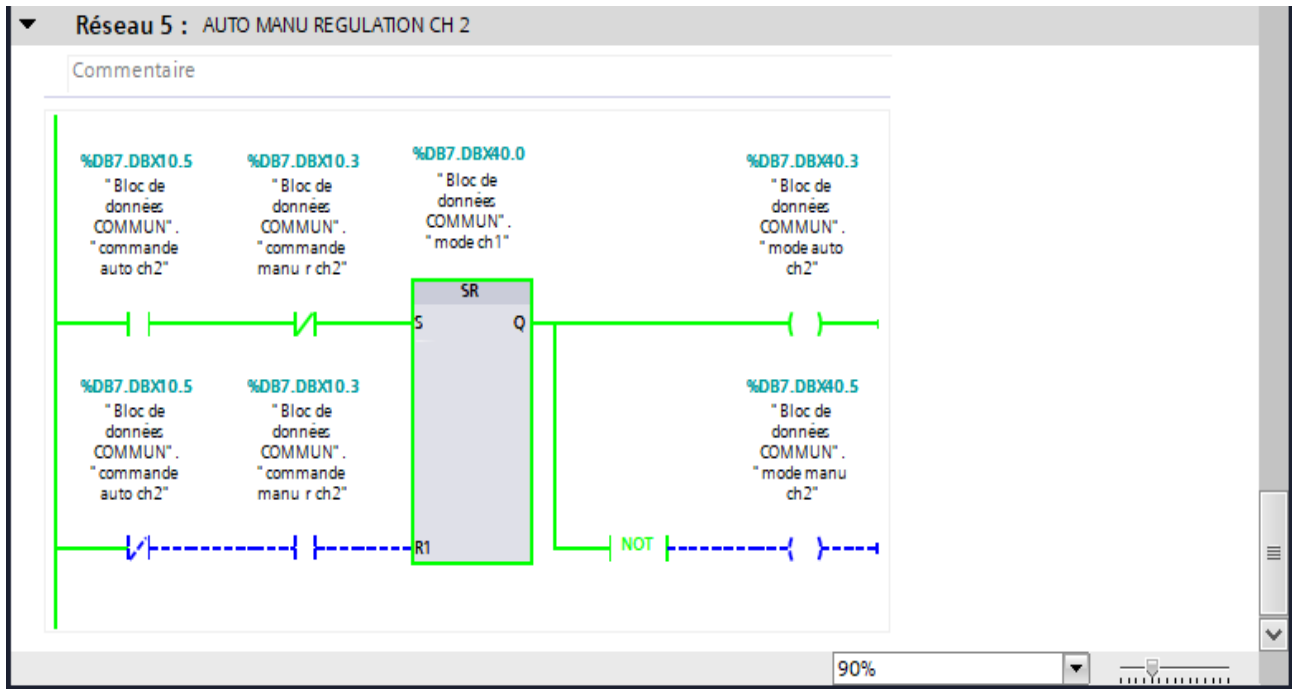 Réseau 5 : AUTO MANU REGULATION CH 2
Commentaire
%DB7.DBX10.5
"Bloc de
données
COMMUN".
"commande
auto ch2"
%DB7.DBX10.3
"Bloc de
données
COMMUN".
"commande
manu r ch2"
%DB7.DBX40.0
"Bloc de
données
COMMUN".
"mode ch1"
%DB7.DBX40.3
"Bloc de
données
COMMUN".
"mode auto
ch2"
SR
S Q
%DB7.DBX10.5
"Bloc de
données
COMMUN".
"commande
auto ch2"
%DB7.DBX10.3
"Bloc de
données
COMMUN".
"commande
manu r ch2"
%DB7.DBX40.5
"Bloc de
données
COMMUN".
"mode manu
ch2"
R1
NOT
90%